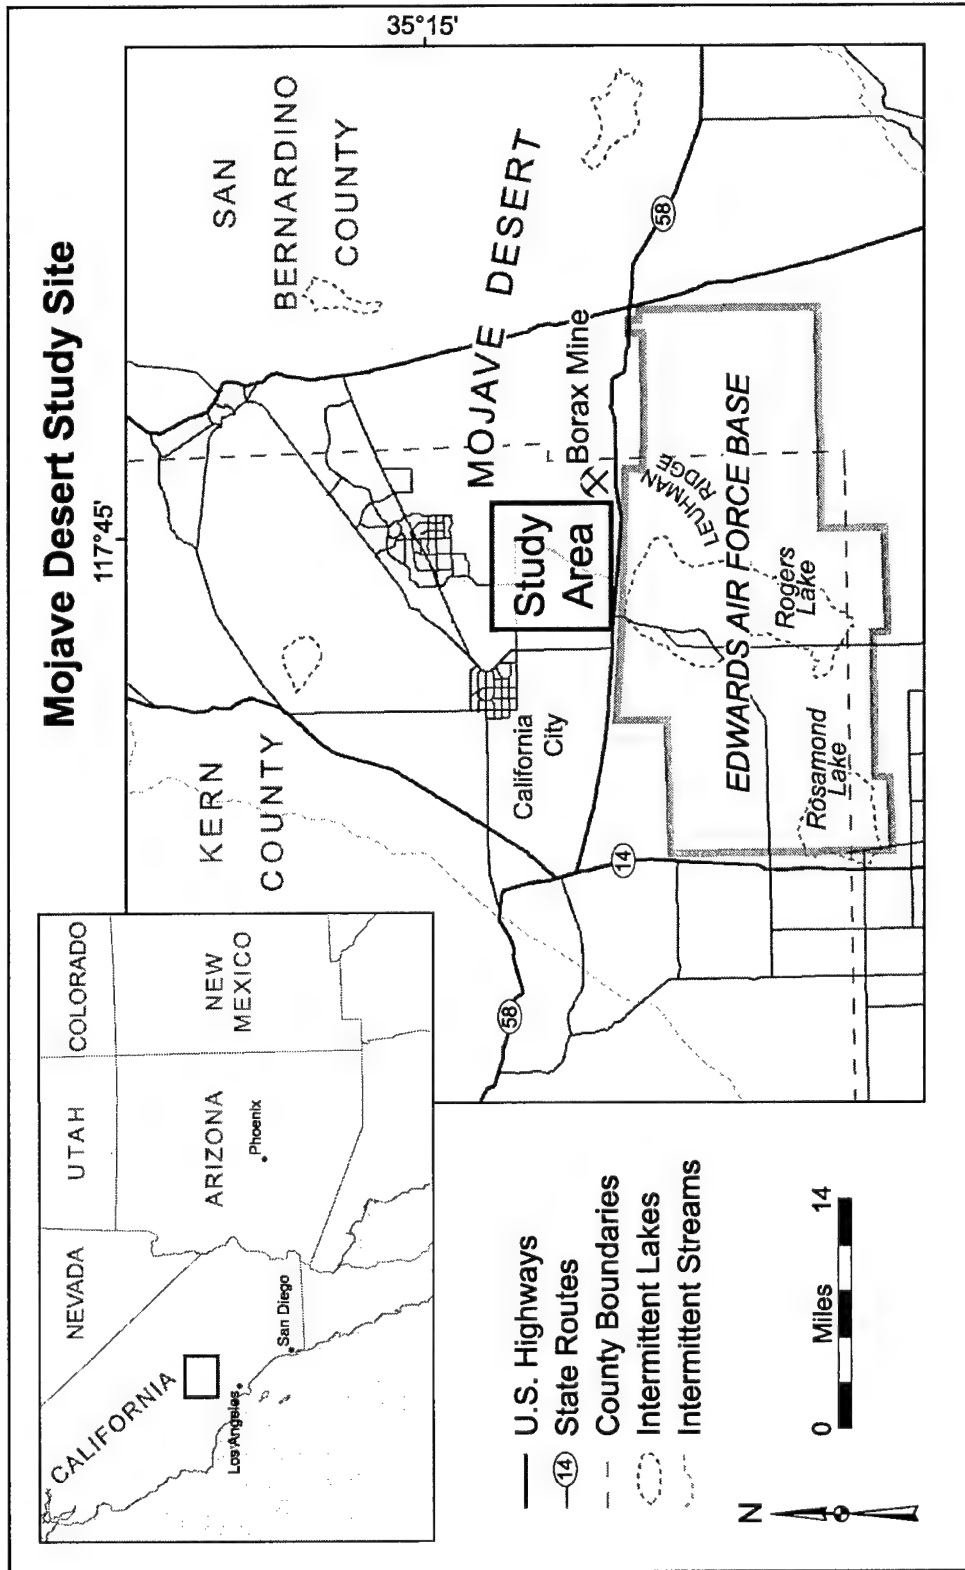 Mojave Desert Study Site
117°45'
35°15'
NEVADA
UTAH
COLORADO
CALIFORNIA
ARIZONA
NEW
MEXICO
Phoenix
Los Angeles
San Diego
KERN
COUNTY
SAN
BERNARDINO
COUNTY
MOJAVE DESERT
California
City
Study
Area
Borax Mine
58
58
14
LEUHMAN
RIDGE
EDWARDS AIR FORCE BASE
Rogers
Lake
Rosamond
Lake
U.S. Highways
14 State Routes
County Boundaries
Intermittent Lakes
Intermittent Streams
N
0 Miles 14